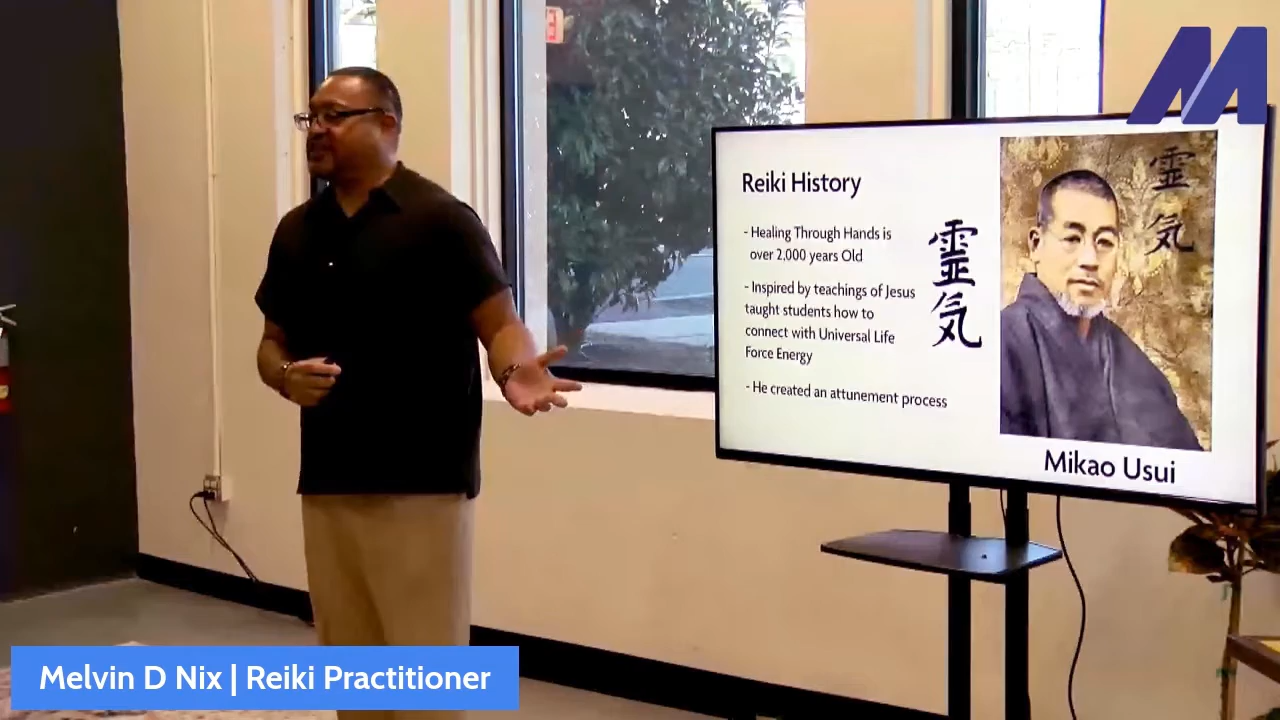 Reiki History
- Healing Through Hands is
over 2,000 years Old
- Inspired by teachings of Jesus
taught students how to
connect with Universal Life
Force Energy
- He created an attunement process
靈
気
靈
気
Mikao Usui
Melvin D Nix | Reiki Practitioner